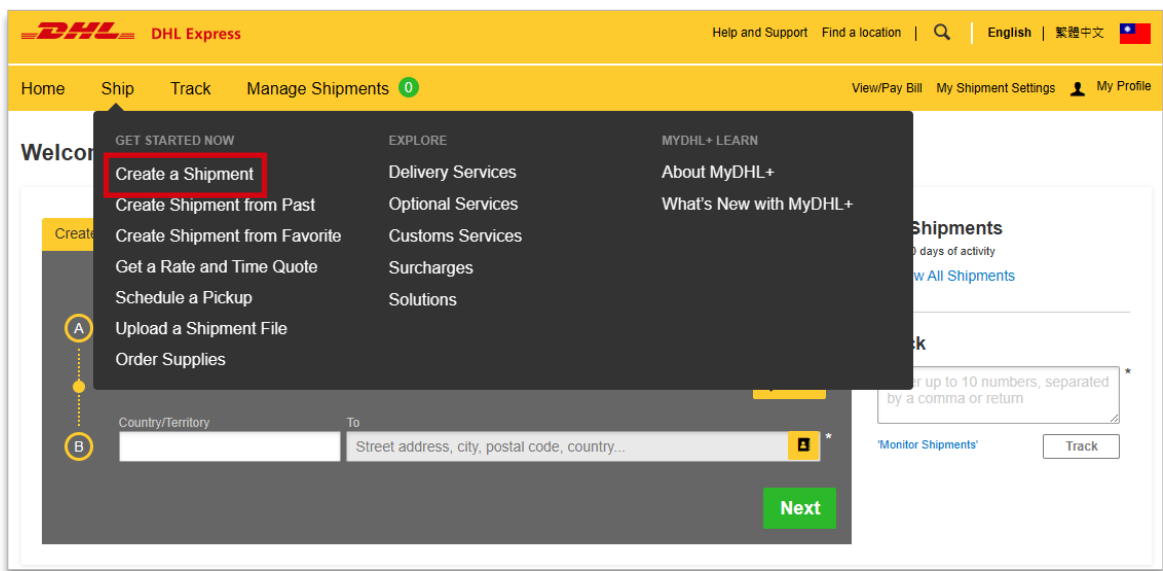 DHL DHL Express
Help and Support Find a location | English | 繁體中文
Home Ship Track Manage Shipments 0
View/Pay Bill My Shipment Settings My Profile
GET STARTED NOW
Create a Shipment
Create Shipment from Past
Create Shipment from Favorite
Get a Rate and Time Quote
Schedule a Pickup
Upload a Shipment File
Order Supplies
EXPLORE
Delivery Services
Optional Services
Customs Services
Surcharges
Solutions
MYDHL+ LEARN
About MyDHL+
What's New with MyDHL+
Shipments
days of activity
All Shipments
up to 10 numbers, separated
by a comma or return
*
'Monitor Shipments'
Track
A
Country/Territory
To
B
Street address, city, postal code, country...
*
Next